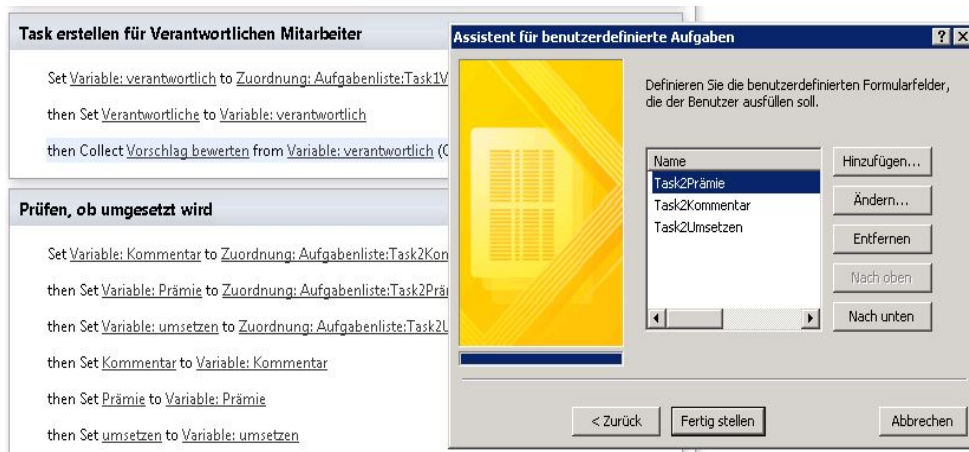 Task erstellen für Verantwortlichen Mitarbeiter
Set Variable: verantwortlich to Zuordnung: Aufgabenliste:Task1V
then Set Verantwortliche to Variable: verantwortlich
then Collect Vorschlag bewerten from Variable: verantwortlich (
Prüfen, ob umgesetzt wird
Set Variable: Kommentar to Zuordnung: Aufgabenliste:Task2Kon
then Set Variable: Prämie to Zuordnung: Aufgabenliste:Task2Prä
then Set Variable: umsetzen to Zuordnung: Aufgabenliste:Task2U
then Set Kommentar to Variable: Kommentar
then Set Prämie to Variable: Prämie
then Set umsetzen to Variable: umsetzen
Assistent für benutzerdefinierte Aufgaben
Definieren Sie die benutzerdefinierten Formularfelder,
die der Benutzer ausfüllen soll.
Name
Task2Prämie
Task2Kommentar
Task2Umsetzen
Hinzufügen...
Ändern...
Entfernen
Nach oben
Nach unten
< Zurück
Fertig stellen
Abbrechen